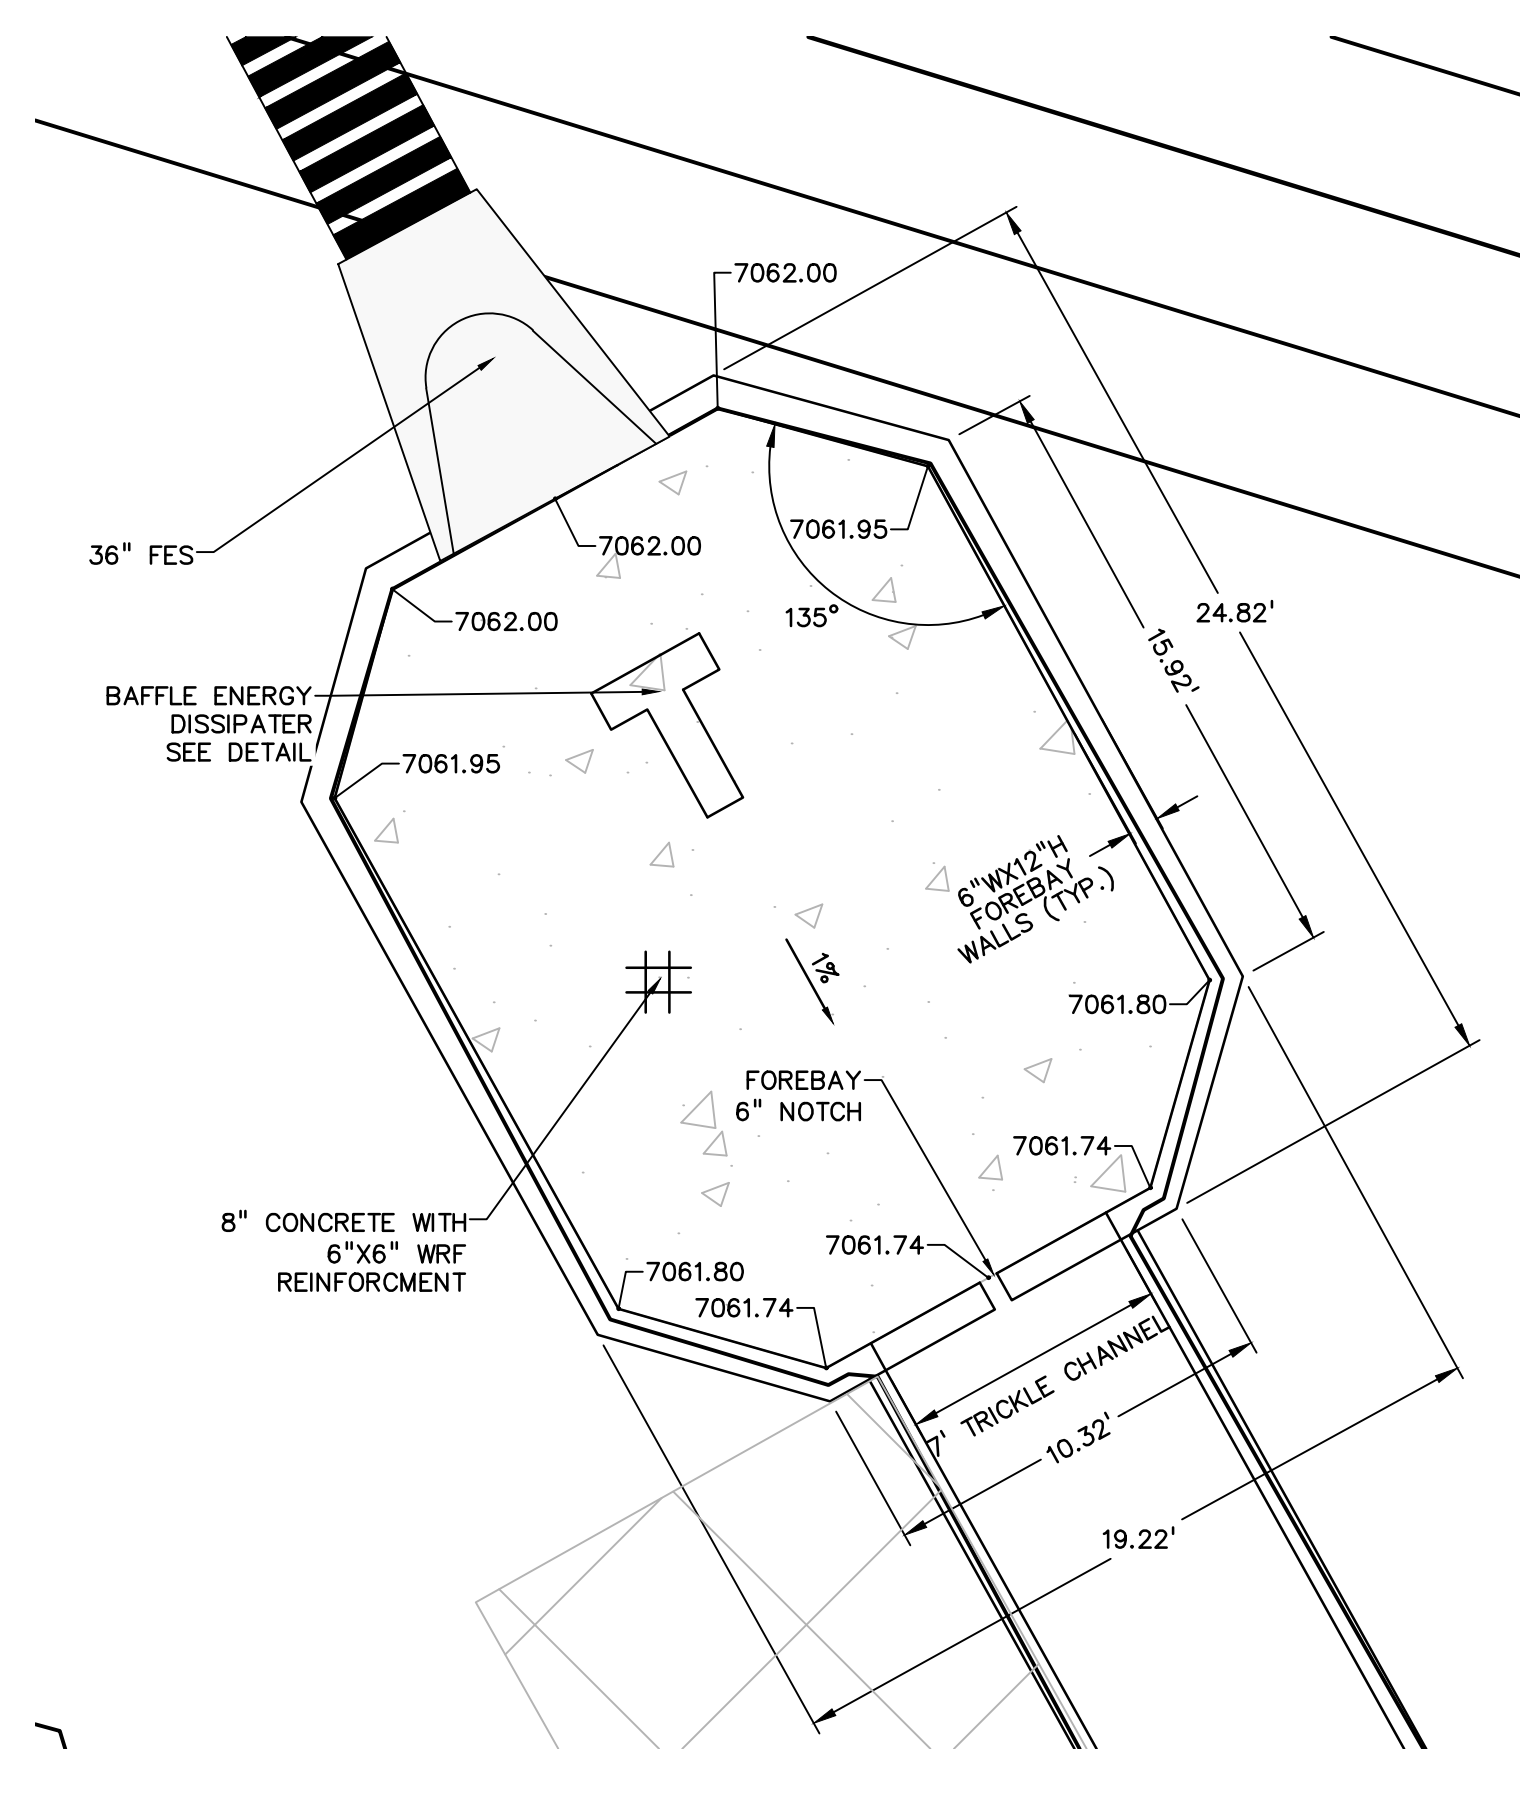 7062.00
7061.95
7062.00
36" FES
7062.00
135°
24.82'
15.92'
BAFFLE ENERGY
DISSIPATER
SEE DETAIL
7061.95
6"WX12"H
FOREBAY
WALLS (TYP.)
1%
7061.80
FOREBAY
6" NOTCH
7061.74
8" CONCRETE WITH
6"X6" WRF
REINFORCMENT
7061.74
7061.80
7061.74
7' TRICKLE CHANNEL
10.32'
19.22'